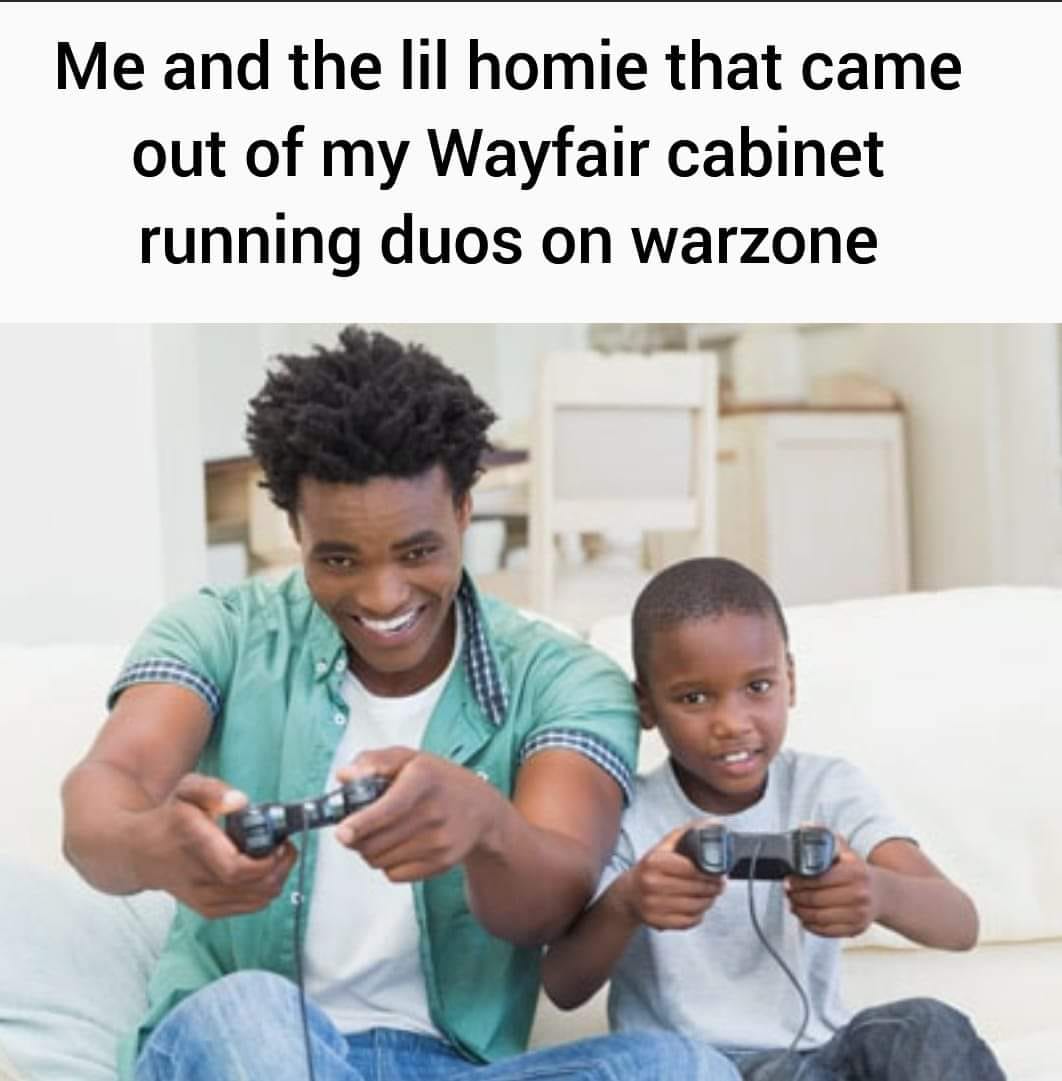 Me and the lil homie that came
out of my Wayfair cabinet
running duos on warzone